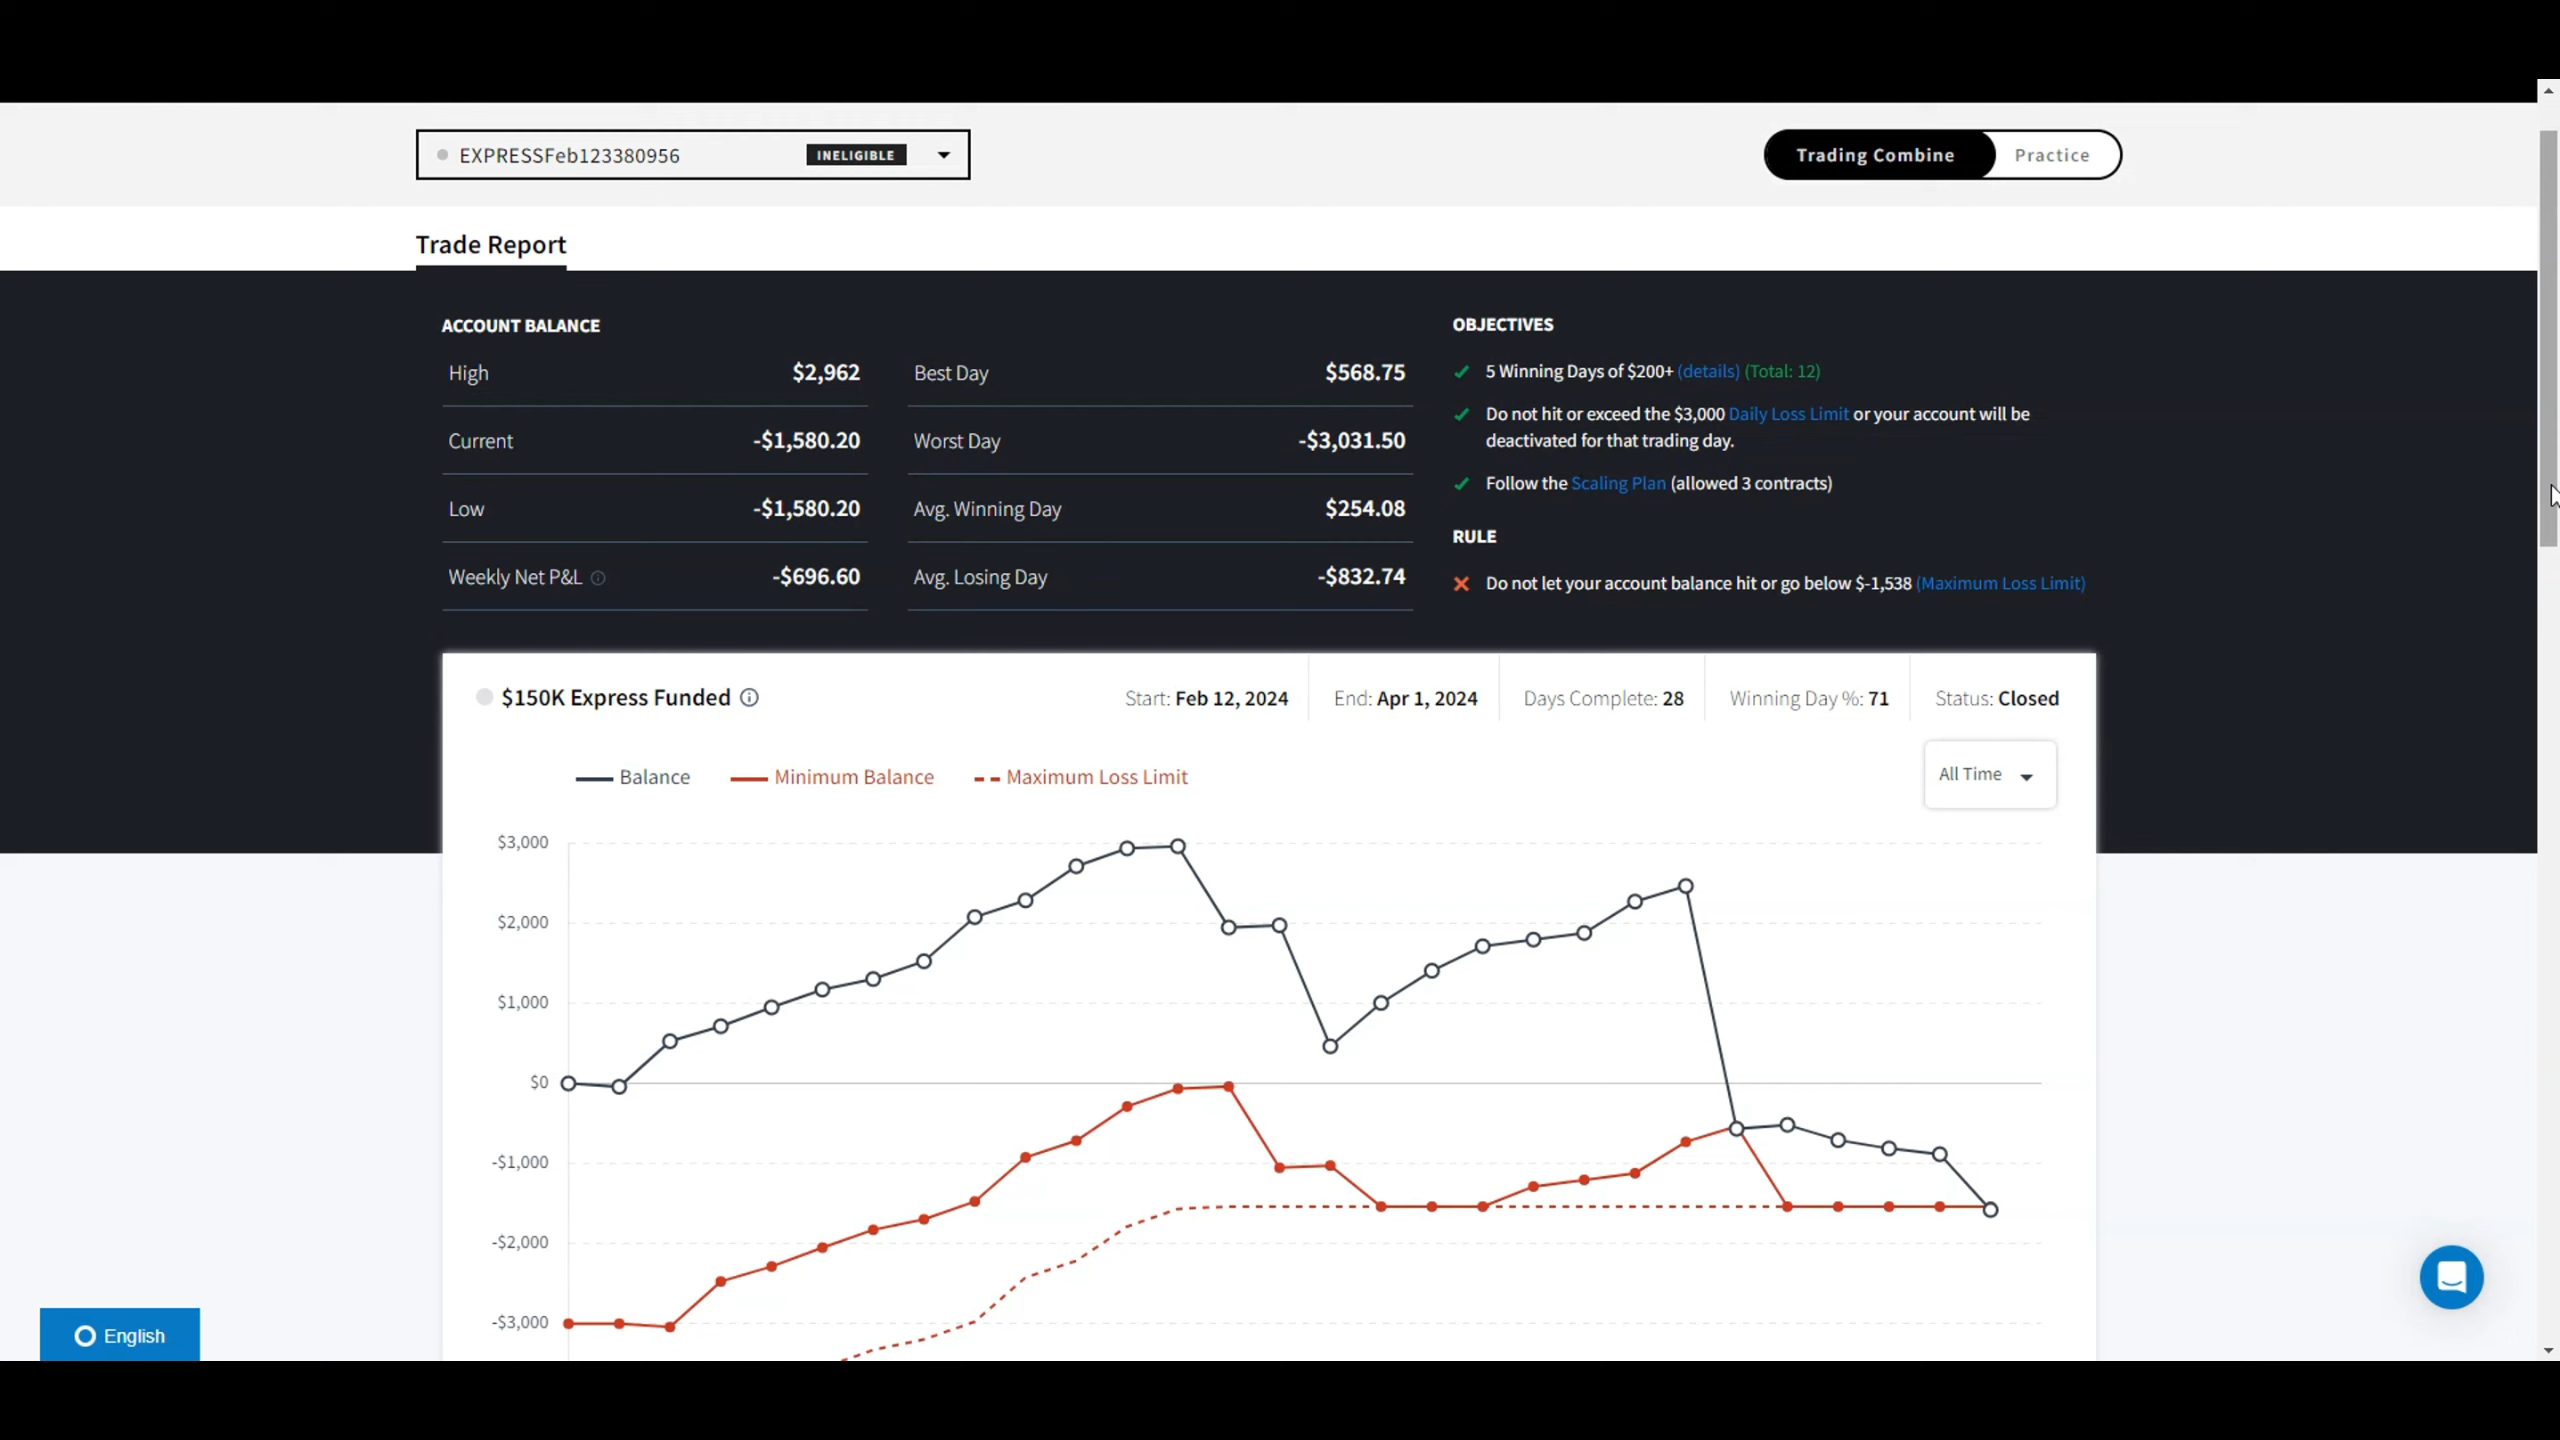 EXPRESSFeb123380956 INELIGIBLE
Trading Combine Practice
Trade Report
ACCOUNT BALANCE
High $2,962
Current -$1,580.20
Low -$1,580.20
Weekly Net P&L -$696.60
Best Day $568.75
Worst Day -$3,031.50
Avg. Winning Day $254.08
Avg. Losing Day -$832.74
OBJECTIVES
5 Winning Days of $200+ (details) (Total: 12)
Do not hit or exceed the $3,000 Daily Loss Limit or your account will be
deactivated for that trading day.
Follow the Scaling Plan (allowed 3 contracts)
RULE
Do not let your account balance hit or go below $-1,538 (Maximum Loss Limit)
$150K Express Funded
Start: Feb 12, 2024 End: Apr 1, 2024 Days Complete: 28 Winning Day %: 71 Status: Closed
Balance Minimum Balance Maximum Loss Limit
All Time
$3,000
$2,000
$1,000
$0
-$1,000
-$2,000
-$3,000
English